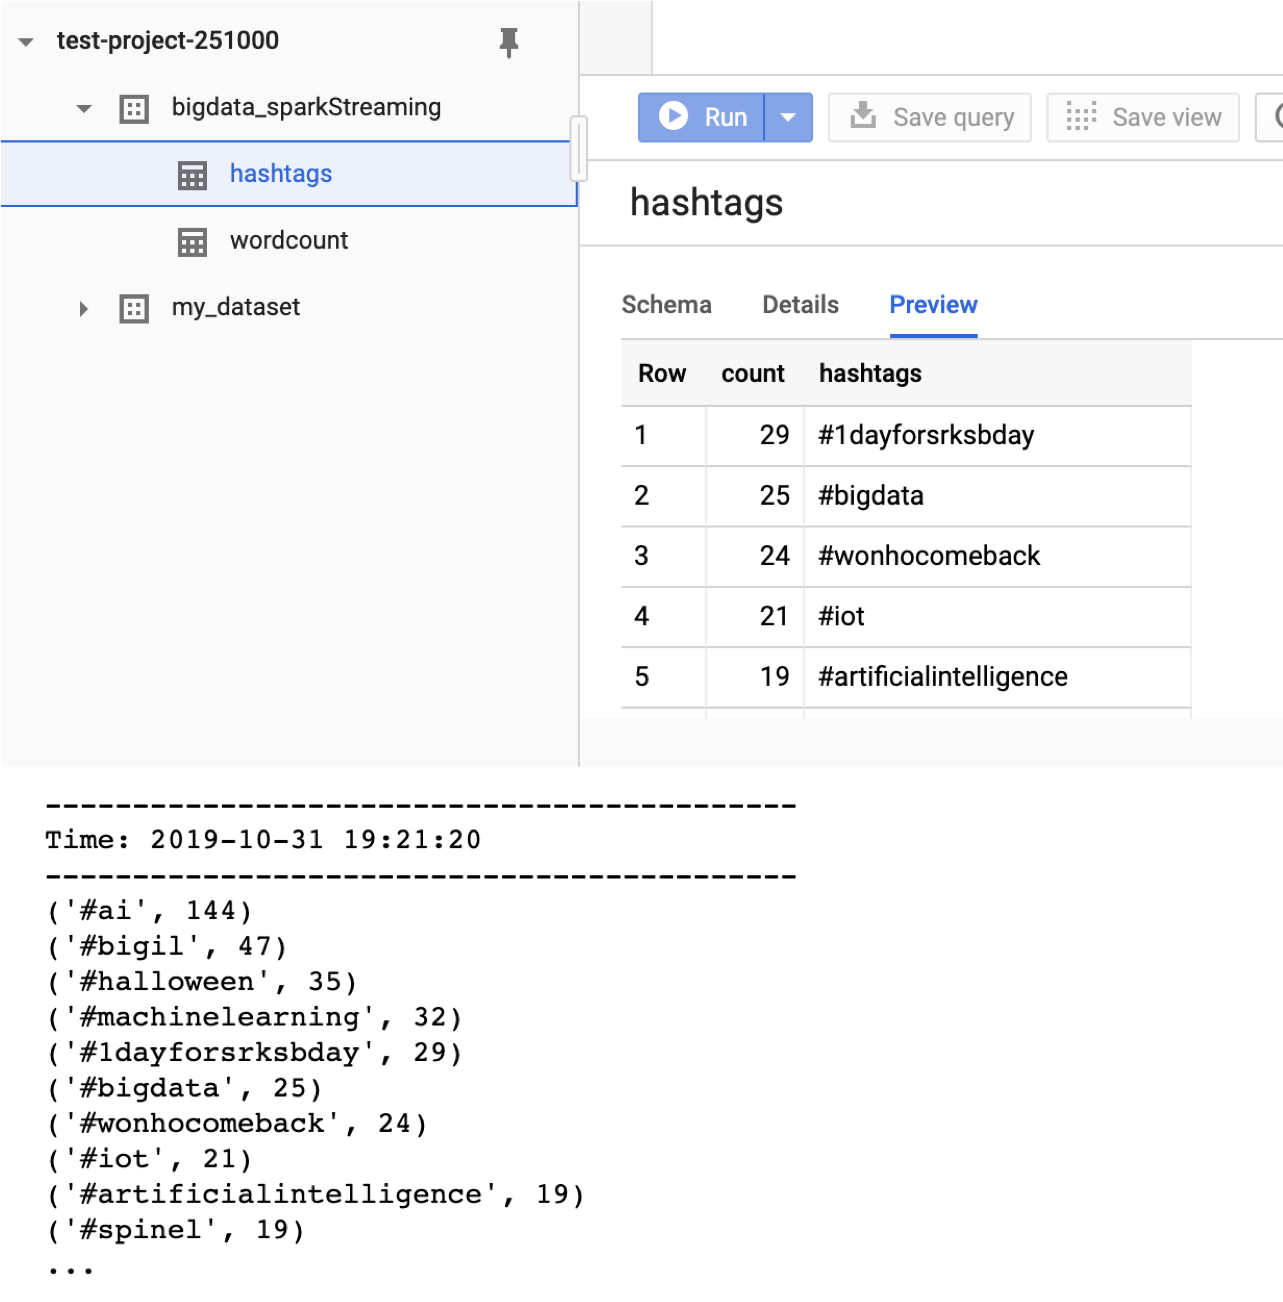 test-project-251000
bigdata_sparkStreaming
hashtags
wordcount
my_dataset
Run
Save query
Save view
hashtags
Schema Details Preview
Row count hashtags
1 29 #1dayforsrksbday
2 25 #bigdata
3 24 #wonhocomeback
4 21 #iot
5 19 #artificialintelligence
-------------------------------------------
Time: 2019-10-31 19:21:20
-------------------------------------------
('#ai', 144)
('#bigil', 47)
('#halloween', 35)
('#machinelearning', 32)
('#1dayforsrksbday', 29)
('#bigdata', 25)
('#wonhocomeback', 24)
('#iot', 21)
('#artificialintelligence', 19)
('#spinel', 19)
...